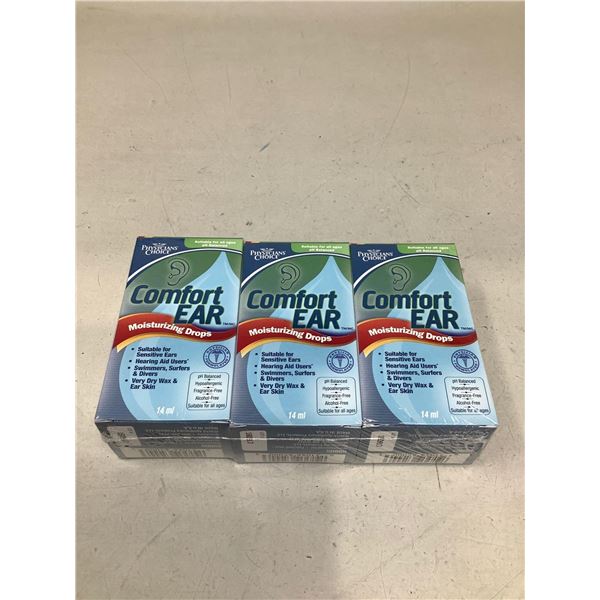 Suitable for all ages
pH Balanced
PHYSICIANS'
CHOICE
Comfort
EAR
Moisturizing Drops
• Suitable for
Sensitive Ears
• Hearing Aid Users'
• Swimmers, Surfers
& Divers
• Very Dry Wax &
Ear Skin
pH Balanced
Hypoallergenic
Fragrance-Free
Alcohol-Free
Suitable for all ages
14 ml
Suitable for all ages
pH Balanced
PHYSICIANS'
CHOICE
Comfort
EAR
Moisturizing Drops
• Suitable for
Sensitive Ears
• Hearing Aid Users'
• Swimmers, Surfers
& Divers
• Very Dry Wax &
Ear Skin
pH Balanced
Hypoallergenic
Fragrance-Free
Alcohol-Free
Suitable for all ages
14 ml
Suitable for all ages
pH Balanced
PHYSICIANS'
CHOICE
Comfort
EAR
Moisturizing Drops
• Suitable for
Sensitive Ears
• Hearing Aid Users'
• Swimmers, Surfers
& Divers
• Very Dry Wax &
Ear Skin
pH Balanced
Hypoallergenic
Fragrance-Free
Alcohol-Free
Suitable for all ages
14 ml